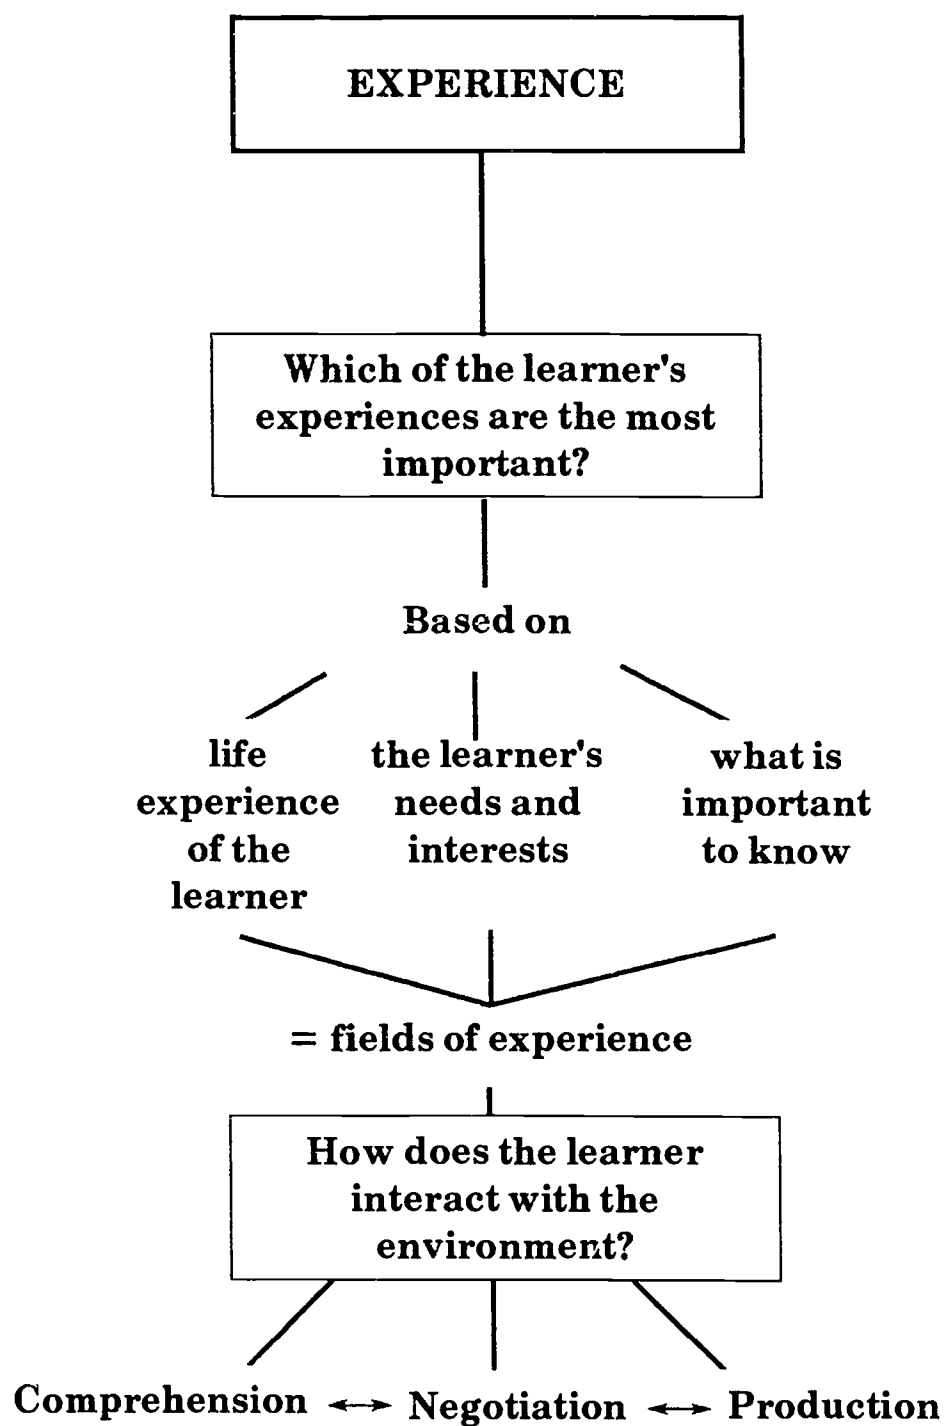 EXPERIENCE
Which of the learner's
experiences are the most
important?
Based on
life
experience
of the
learner
the learner's
needs and
interests
what is
important
to know
= fields of experience
How does the learner
interact with the
environment?
Comprehension ↔ Negotiation ↔ Production